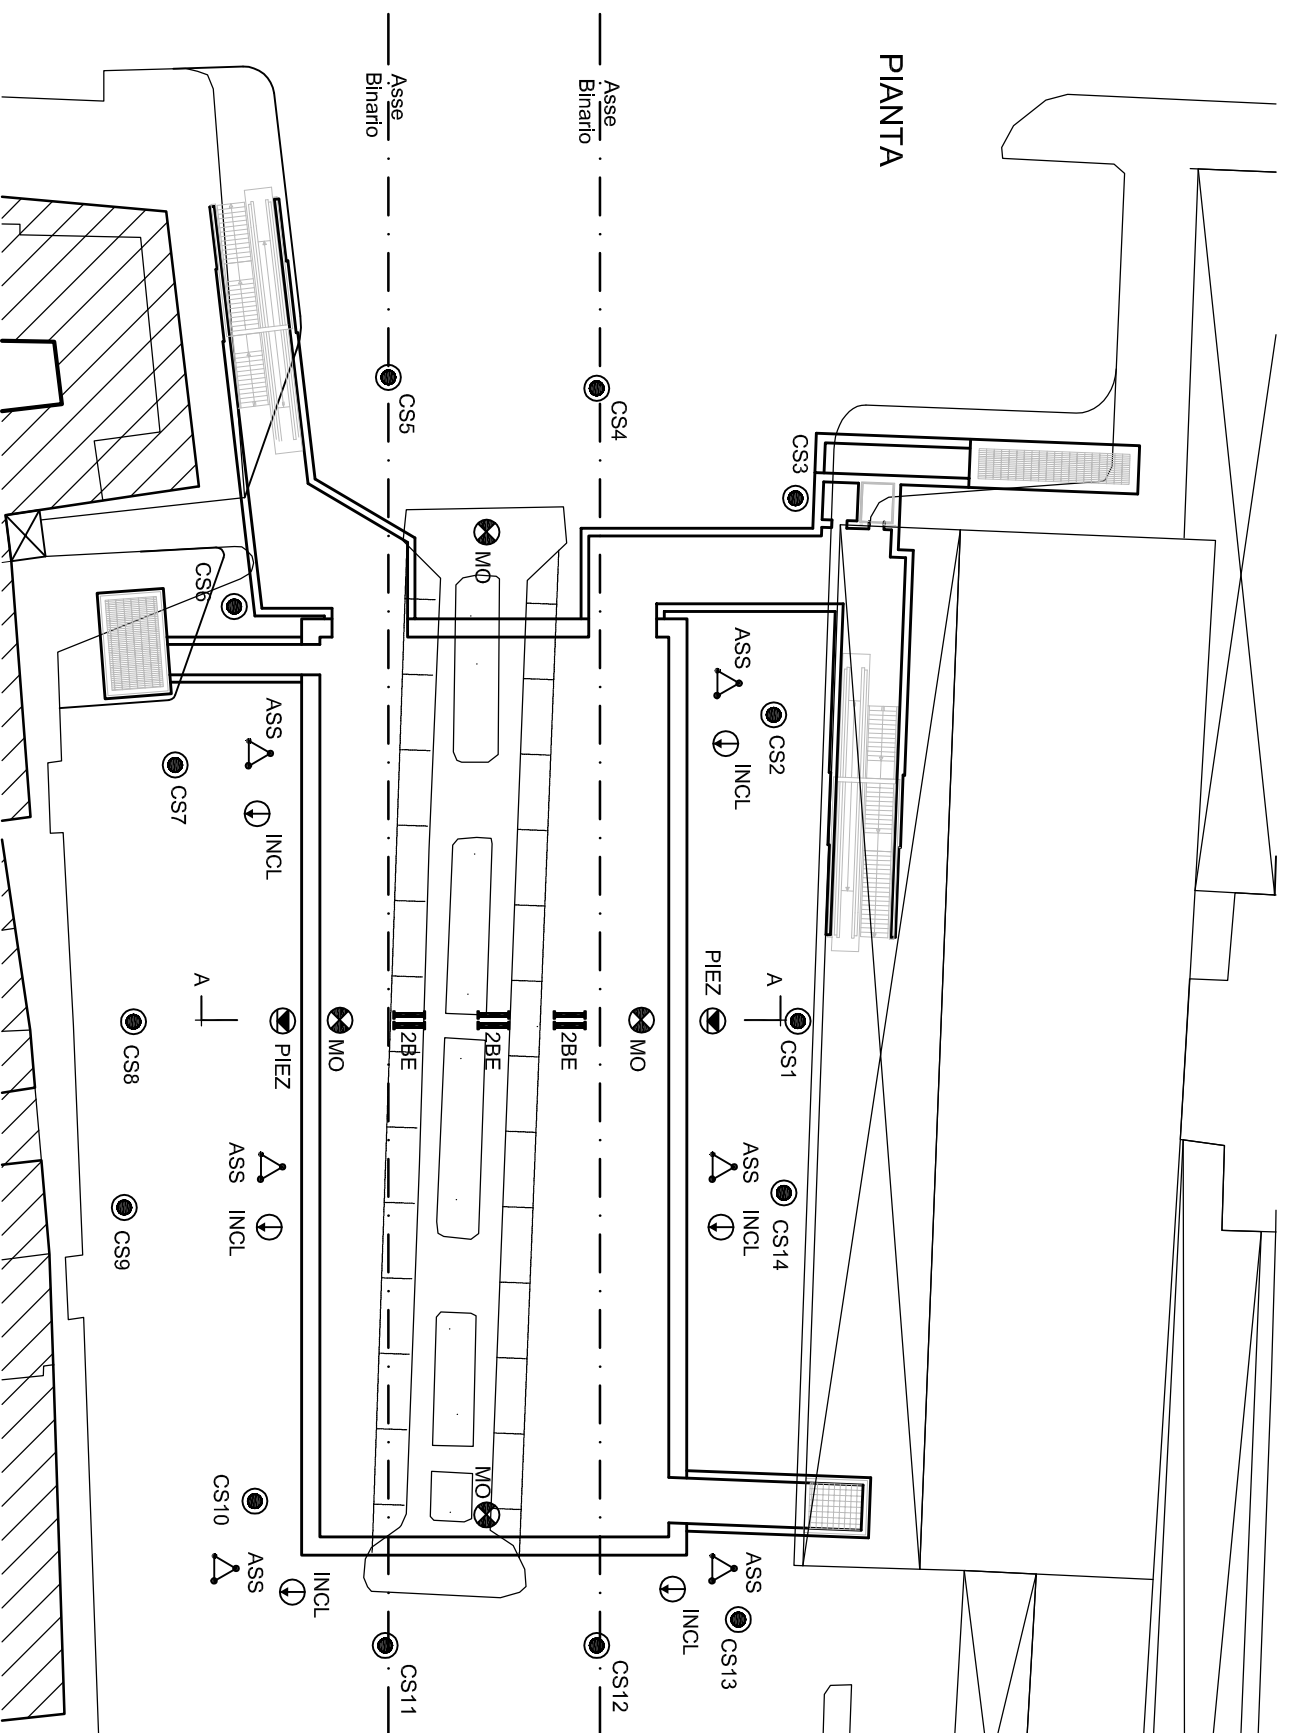 PIANTA
Asse
Binario
Asse
Binario
CS5
CS4
CS3
MO
CS6
ASS
CS2
INCL
ASS
CS7
INCL
PIEZ
A
A
CS8
PIEZ
MO
2BE
2BE
2BE
MO
CS1
ASS
INCL
CS9
ASS
INCL
CS14
MO
CS10
ASS
INCL
ASS
INCL
CS13
CS11
CS12